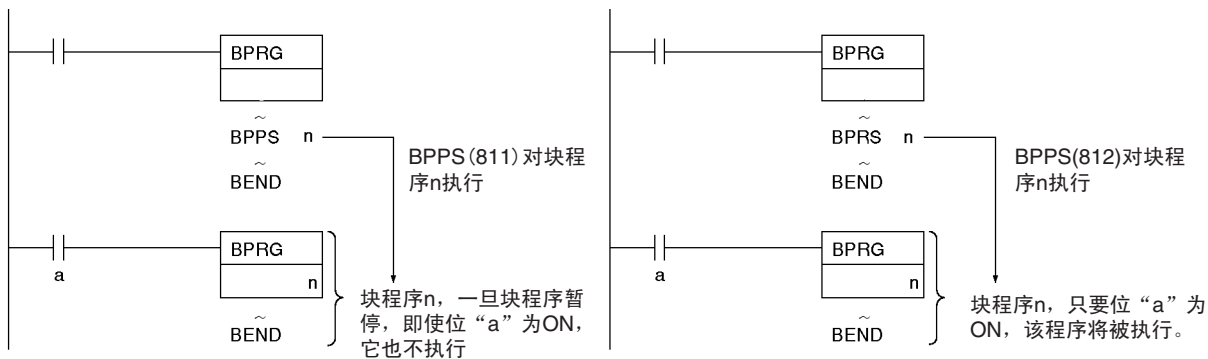 BPRG
~
BPPS n
~
BEND
BPPS（811）对块程
序n执行
BPRG
a
n
~
BEND
块程序n，一旦块程序暂
停，即使位“a”为ON，
它也不执行
BPRG
~
BPRS n
~
BEND
BPPS(812)对块程
序n执行
BPRG
a
n
~
BEND
块程序n，只要位“a”为
ON，该程序将被执行。